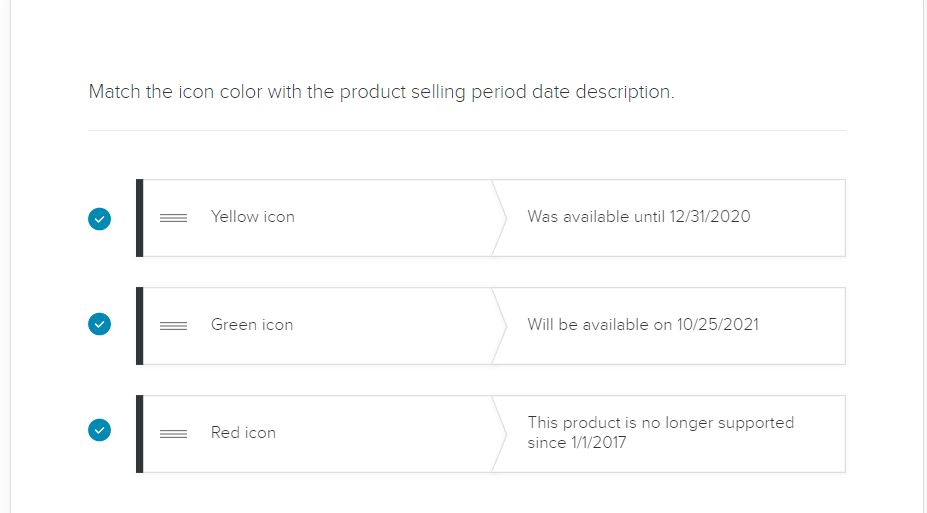 Match the icon color with the product selling period date description.
Yellow icon
Was available until 12/31/2020
Green icon
Will be available on 10/25/2021
Red icon
This product is no longer supported
since 1/1/2017